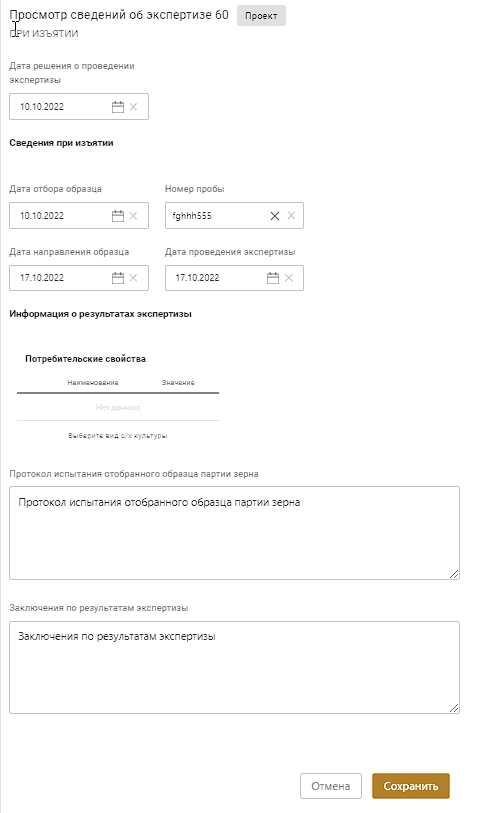 Просмотр сведений об экспертизе 60 Проект
ПРИ ИЗЪЯТИИ
Дата решения о проведении
экспертизы
10.10.2022
Сведения при изъятии
Дата отбора образца Номер пробы
10.10.2022 fghhh555
Дата направления образца Дата проведения экспертизы
17.10.2022 17.10.2022
Информация о результатах экспертизы
Потребительские свойства
Наименование Значение
Нет данных
Выберите вид с/х культуры
Протокол испытания отобранного образца партии зерна
Протокол испытания отобранного образца партии зерна
Заключения по результатам экспертизы
Заключения по результатам экспертизы
Отмена Сохранить